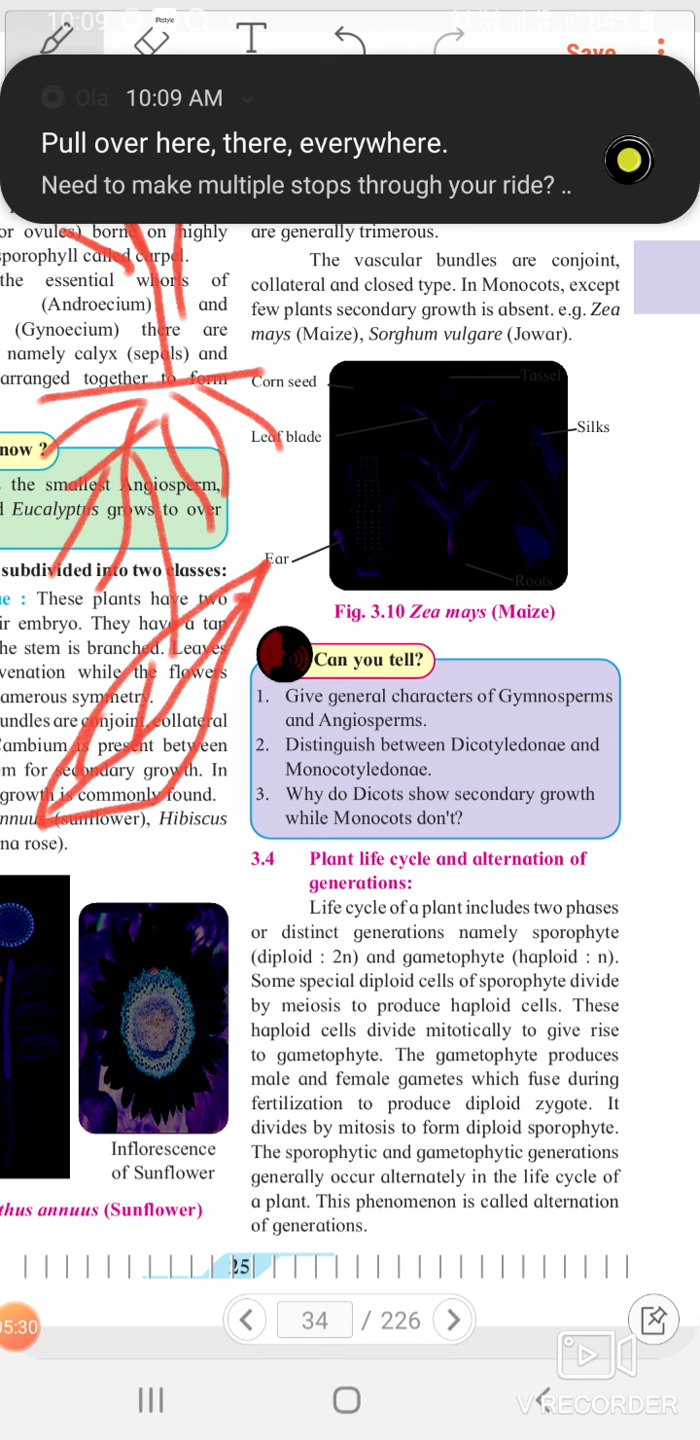 10:09
lifestyle
T
Save
Ola 10:09 AM
Pull over here, there, everywhere.
Need to make multiple stops through your ride? ..
or ovules) borne on highly
sporophyll called carpel.
the essential whorls of
(Androecium) and
(Gynoecium) there are
namely calyx (sepals) and
arranged together to form
now ?
the smallest Angiosperm,
Eucalyptus grows to over
subdivided into two classes:
: These plants have two
ir embryo. They have a tap
he stem is branched. Leaves
venation while the flowers
amerous symmetry.
undles are conjoint, collateral
Cambium is present between
m for secondary growth. In
growth is commonly found.
nnuus (sunflower), Hibiscus
na rose).
Inflorescence
of Sunflower
thus annuus (Sunflower)
are generally trimerous.
The vascular bundles are conjoint,
collateral and closed type. In Monocots, except
few plants secondary growth is absent. e.g. Zea
mays (Maize), Sorghum vulgare (Jowar).
Corn seed
Tassel
Leaf blade
Silks
Ear
Roots
Fig. 3.10 Zea mays (Maize)
Can you tell?
1. Give general characters of Gymnosperms
and Angiosperms.
2. Distinguish between Dicotyledonae and
Monocotyledonae.
3. Why do Dicots show secondary growth
while Monocots don't?
3.4 Plant life cycle and alternation of
generations:
Life cycle of a plant includes two phases
or distinct generations namely sporophyte
(diploid : 2n) and gametophyte (haploid : n).
Some special diploid cells of sporophyte divide
by meiosis to produce haploid cells. These
haploid cells divide mitotically to give rise
to gametophyte. The gametophyte produces
male and female gametes which fuse during
fertilization to produce diploid zygote. It
divides by mitosis to form diploid sporophyte.
The sporophytic and gametophytic generations
generally occur alternately in the life cycle of
a plant. This phenomenon is called alternation
of generations.
25
05:30
34 / 226
V RECORDER